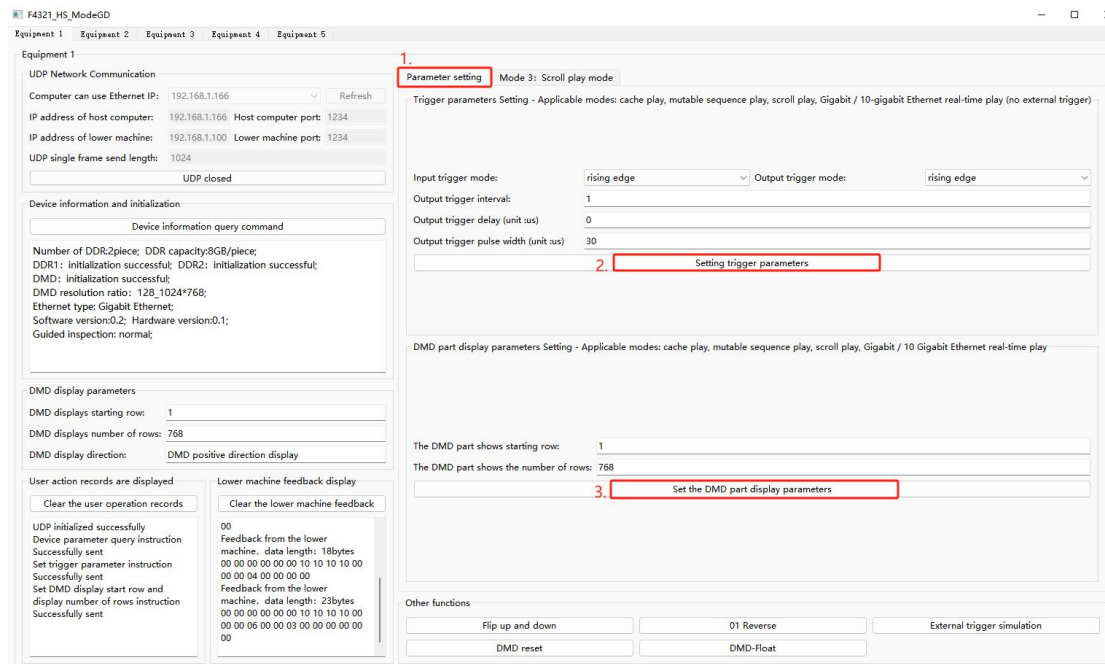 F4321_HS_ModeGD
Equipment 1 Equipment 2 Equipment 3 Equipment 4 Equipment 5
Equipment 1
UDP Network Communication
Computer can use Ethernet IP: 192.168.1.166 Refresh
IP address of host computer: 192.168.1.166 Host computer port: 1234
IP address of lower machine: 192.168.1.100 Lower machine port: 1234
UDP single frame send length: 1024
UDP closed
Device information and initialization
Device information query command
Number of DDR:2piece; DDR capacity:8GB/piece;
DDR1: initialization successful; DDR2: initialization successful;
DMD: initialization successful;
DMD resolution ratio: 128_1024*768;
Ethernet type: Gigabit Ethernet;
Software version:0.2; Hardware version:0.1;
Guided inspection: normal;
DMD display parameters
DMD displays starting row: 1
DMD displays number of rows: 768
DMD display direction: DMD positive direction display
User action records are displayed
Clear the user operation records
UDP initialized successfully
Device parameter query instruction
Successfully sent
Set trigger parameter instruction
Successfully sent
Set DMD display start row and
display number of rows instruction
Successfully sent
Lower machine feedback display
Clear the lower machine feedback
00
Feedback from the lower
machine, data length: 18bytes
00 00 00 00 00 00 10 10 10 10 00
00 00 04 00 00 00 00
Feedback from the lower
machine, data length: 23bytes
00 00 00 00 00 00 10 10 10 10 00
00 00 06 00 00 03 00 00 00 00 00
00
1.
Parameter setting Mode 3: Scroll play mode
Trigger parameters Setting - Applicable modes: cache play, mutable sequence play, scroll play, Gigabit / 10-gigabit Ethernet real-time play (no external trigger)
Input trigger mode: rising edge Output trigger mode: rising edge
Output trigger interval: 1
Output trigger delay (unit :us) 0
Output trigger pulse width (unit :us) 30
2. Setting trigger parameters
DMD part display parameters Setting - Applicable modes: cache play, mutable sequence play, scroll play, Gigabit / 10 Gigabit Ethernet real-time play
The DMD part shows starting row: 1
The DMD part shows the number of rows: 768
3. Set the DMD part display parameters
Other functions
Flip up and down 01 Reverse External trigger simulation
DMD reset DMD-Float